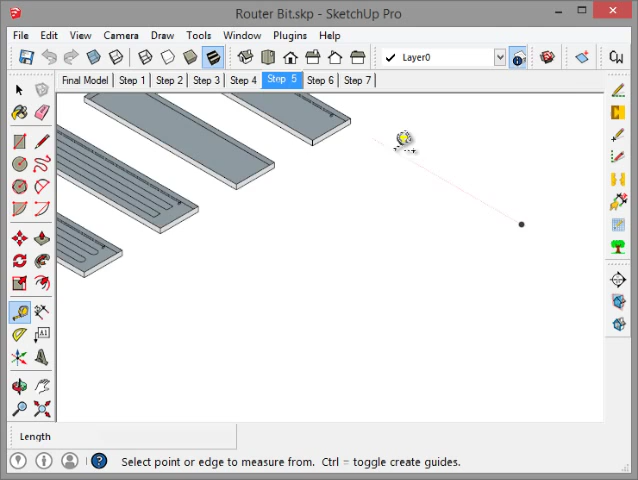 Router Bit.skp - SketchUp Pro
File Edit View Camera Draw Tools Window Plugins Help
Layer0
Final Model Step 1 Step 2 Step 3 Step 4 Step 5 Step 6 Step 7
A1
Length
Select point or edge to measure from. Ctrl = toggle create guides.